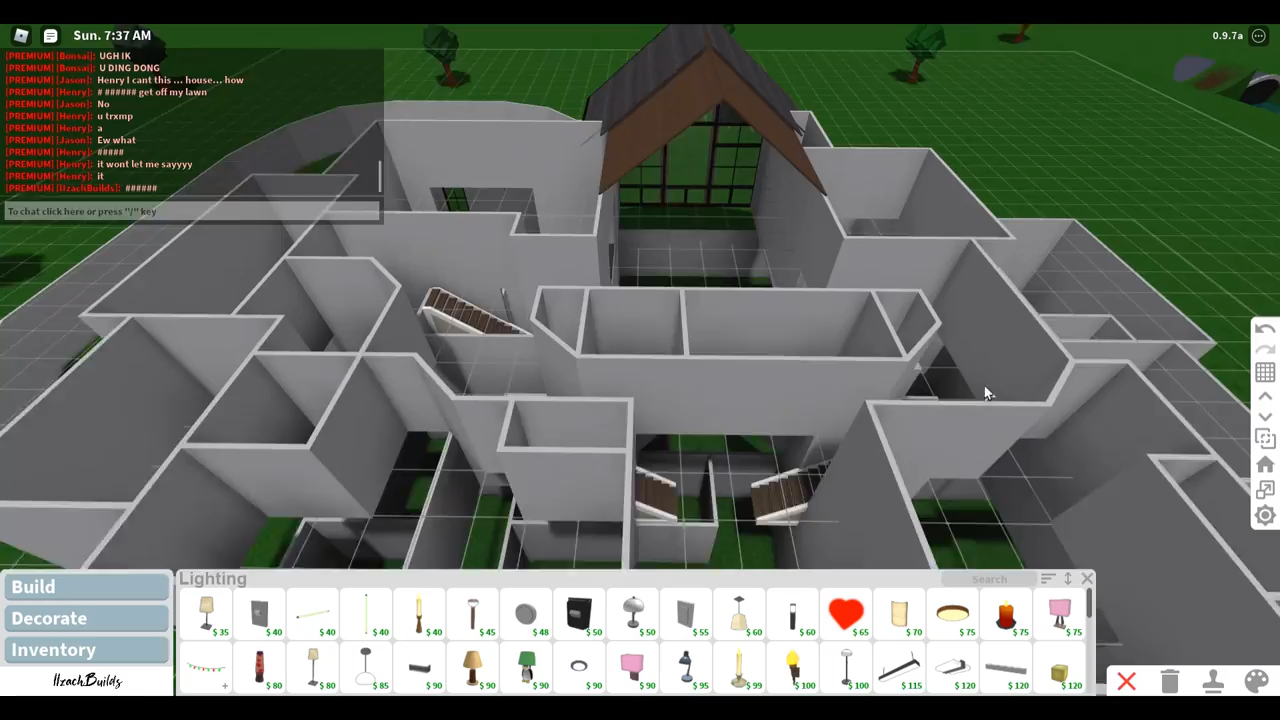 Sun. 7:37 AM
0.9.7a
[PREMIUM] [Bonsai]: UGH IK
[PREMIUM] [Bonsai]: U DING DONG
[PREMIUM] [Jason]: Henry I cant this ... house... how
[PREMIUM] [Henry]: # ###### get off my lawn
[PREMIUM] [Jason]: No
[PREMIUM] [Henry]: u trxmp
[PREMIUM] [Henry]: a
[PREMIUM] [Jason]: Ew what
[PREMIUM] [Henry]: #####
[PREMIUM] [Henry]: it wont let me sayyyy
[PREMIUM] [Henry]: it
[PREMIUM] [IIzachBuilds]: ######
To chat click here or press "/" key
Build
Decorate
Inventory
IIzachBuilds
Lighting
Search
$ 35 $ 40 $ 40 $ 40 $ 40 $ 45 $ 48 $ 50 $ 50 $ 55 $ 60 $ 60 $ 65 $ 70 $ 75 $ 75 $ 75
+ $ 80 $ 80 $ 85 $ 90 $ 90 $ 90 $ 90 $ 90 $ 95 $ 99 $ 100 $ 100 $ 115 $ 120 $ 120 $ 120